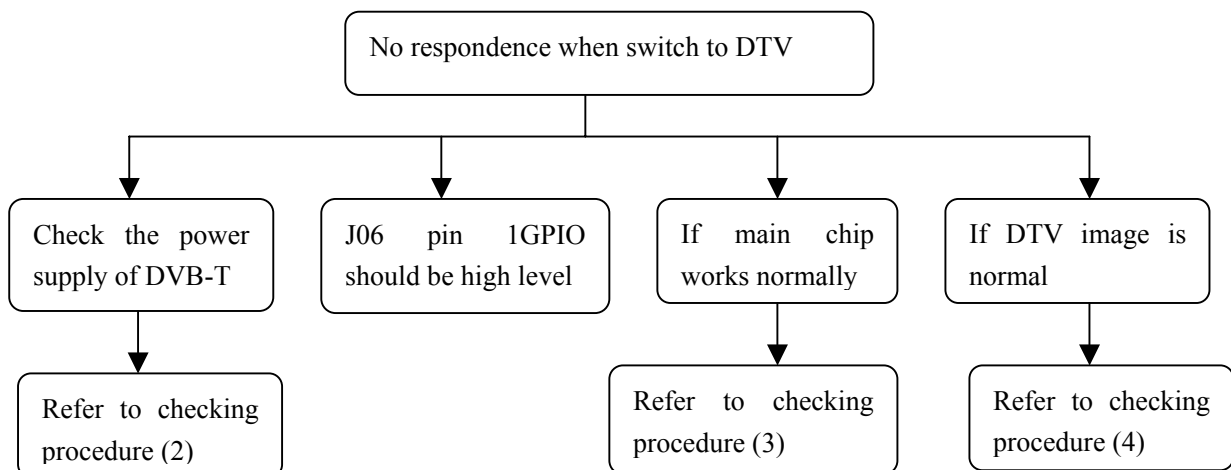 No respondence when switch to DTV
Check the power
supply of DVB-T
J06 pin 1GPIO
should be high level
If main chip
works normally
If DTV image is
normal
Refer to checking
procedure (2)
Refer to checking
procedure (3)
Refer to checking
procedure (4)